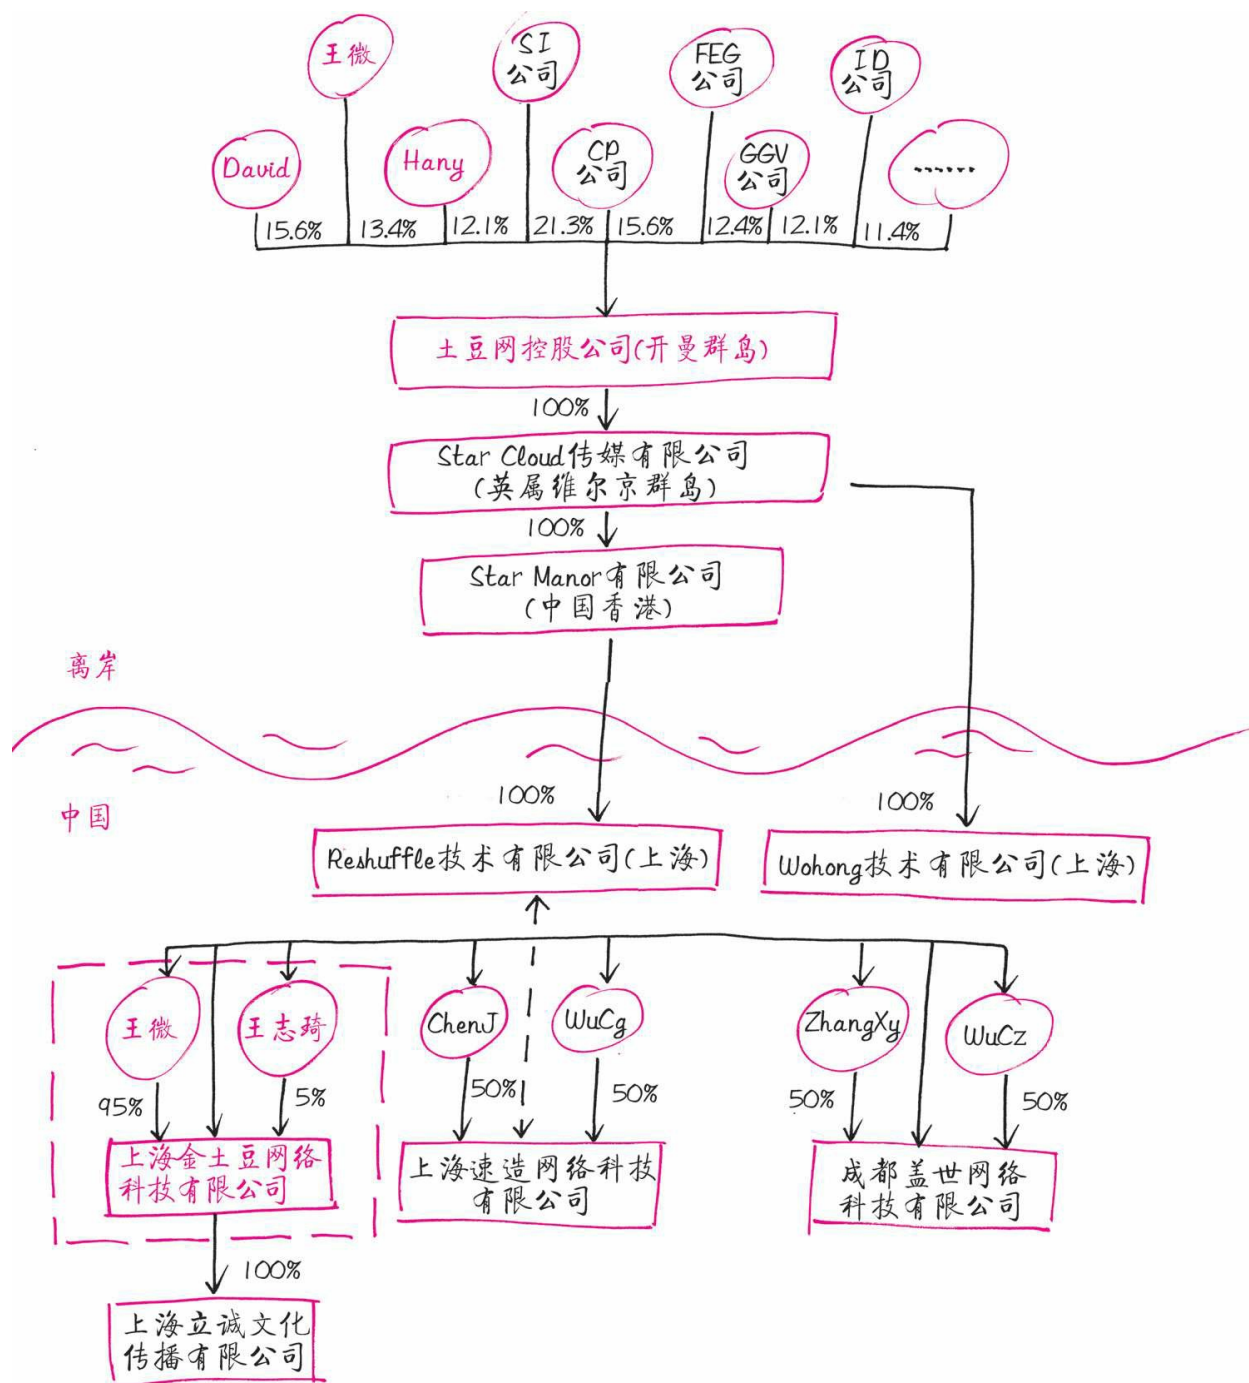 王微
SI
公司
FEG
公司
ID
公司
David
Hany
CP
公司
GGV
公司
......
15.6%
13.4%
12.1%
21.3%
15.6%
12.4%
12.1%
11.4%
土豆网控股公司(开曼群岛)
100%
Star Cloud传媒有限公司
(英属维尔京群岛)
100%
Star Manor有限公司
(中国香港)
离岸
中国
100%
100%
Reshuffle技术有限公司(上海)
Wohong技术有限公司(上海)
王微
王志琦
ChenJ
WuCg
ZhangXy
WuCz
95%
5%
50%
50%
50%
50%
上海金土豆网络
科技有限公司
上海速造网络科技
有限公司
成都盖世网络
科技有限公司
100%
上海立诚文化
传播有限公司